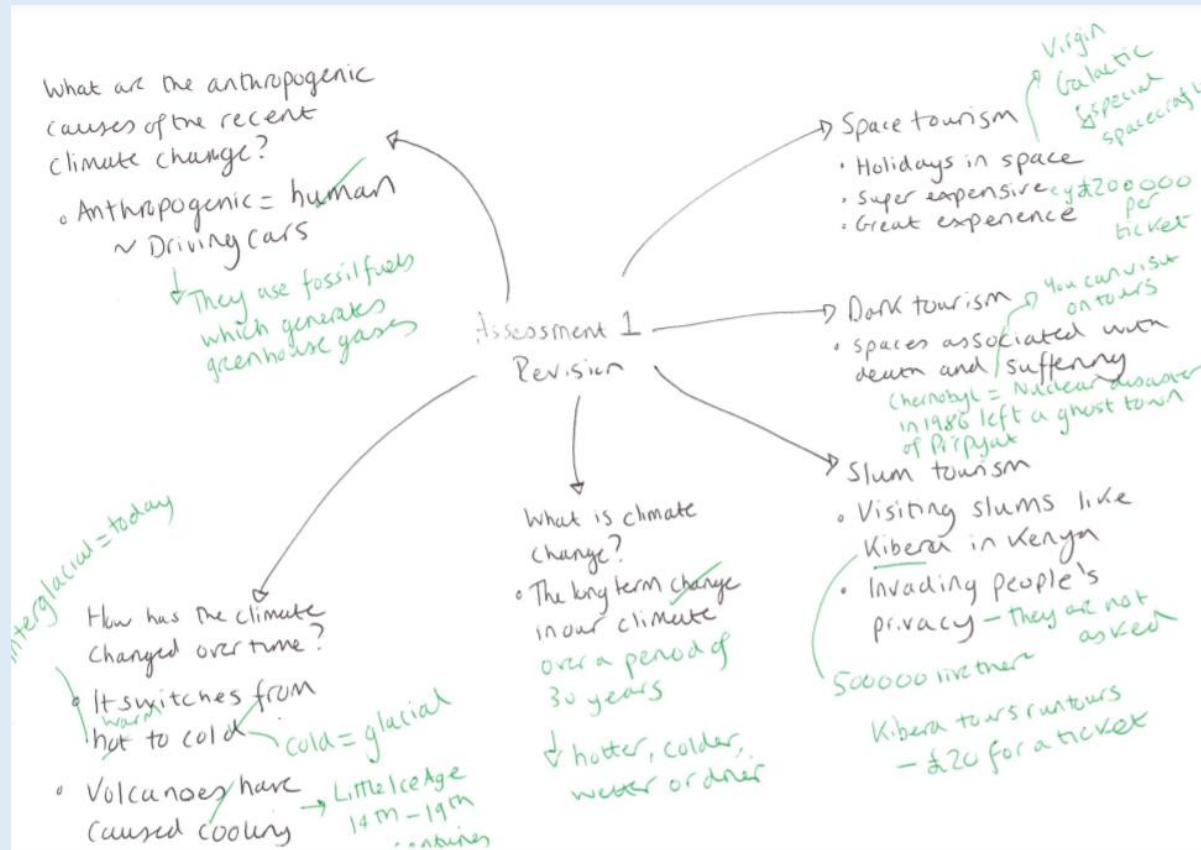 Assessment 1
Revision
What are the anthropogenic
causes of the recent
climate change?
Anthropogenic = human
~ Driving cars
They use fossil fuels
which generates
greenhouse gases
Space tourism
Virgin
Galactic
special
spacecraft
• Holidays in space
• Super expensive eg £200000
per
ticket
• Great experience
Dark tourism
You can visit
on tours
• spaces associated with
death and suffering
Chernobyl = Nuclear disaster
in 1986 left a ghost town
of Pirpyat
Slum tourism
• Visiting slums like
Kibera in Kenya
• Invading people's
privacy - they are not
asked
500000 live there
Kibera tours run tours
- £20 for a ticket
What is climate
change?
• The long term change
in our climate
over a period of
30 years
hotter, colder,
wetter or drier
How has the climate
changed over time?
interglacial = today
• It switches from
warm
hot to cold
cold = glacial
• Volcanoes have
caused cooling
→ Little Ice Age
14th - 19th
centuries